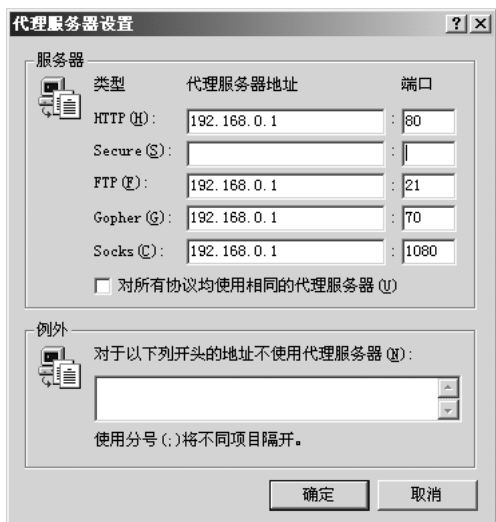 代理服务器设置
服务器
类型 代理服务器地址 端口
HTTP(H): 192.168.0.1 : 80
Secure(S): :
FTP(F): 192.168.0.1 : 21
Gopher(G): 192.168.0.1 : 70
Socks(C): 192.168.0.1 : 1080
对所有协议均使用相同的代理服务器(U)
例外
对于以下列开头的地址不使用代理服务器(N):
使用分号(;)将不同项目隔开。
确定 取消